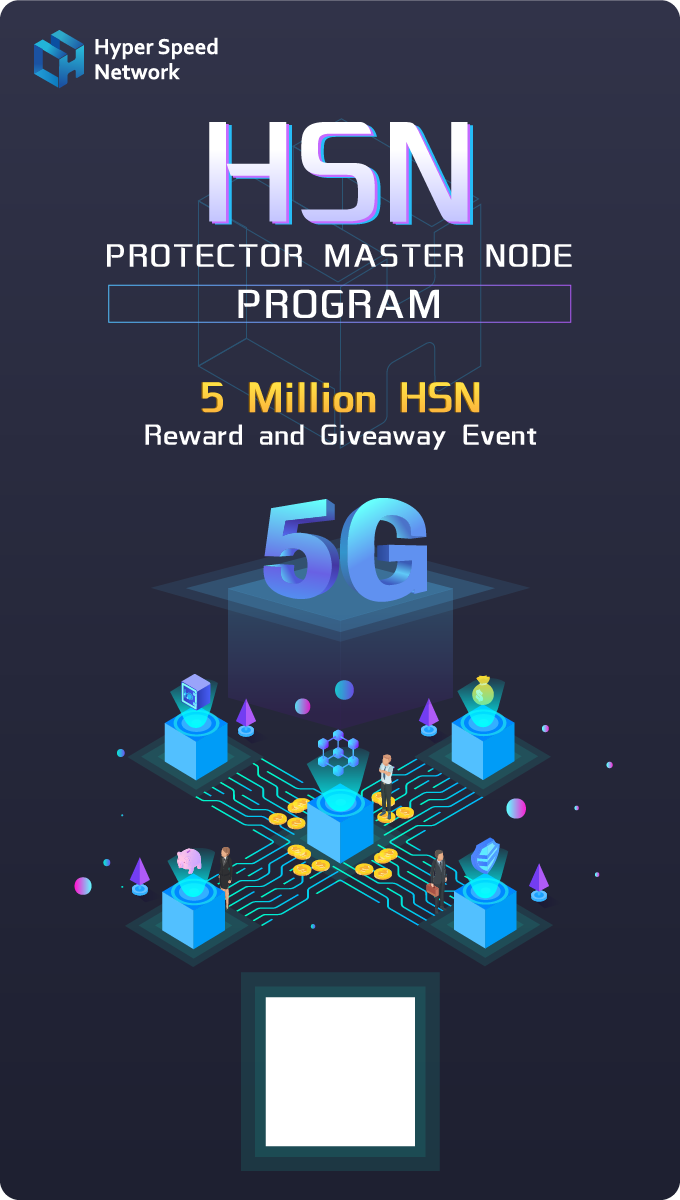 Hyper Speed
Network
HSN
PROTECTOR MASTER NODE
PROGRAM
5 Million HSN
Reward and Giveaway Event
5G